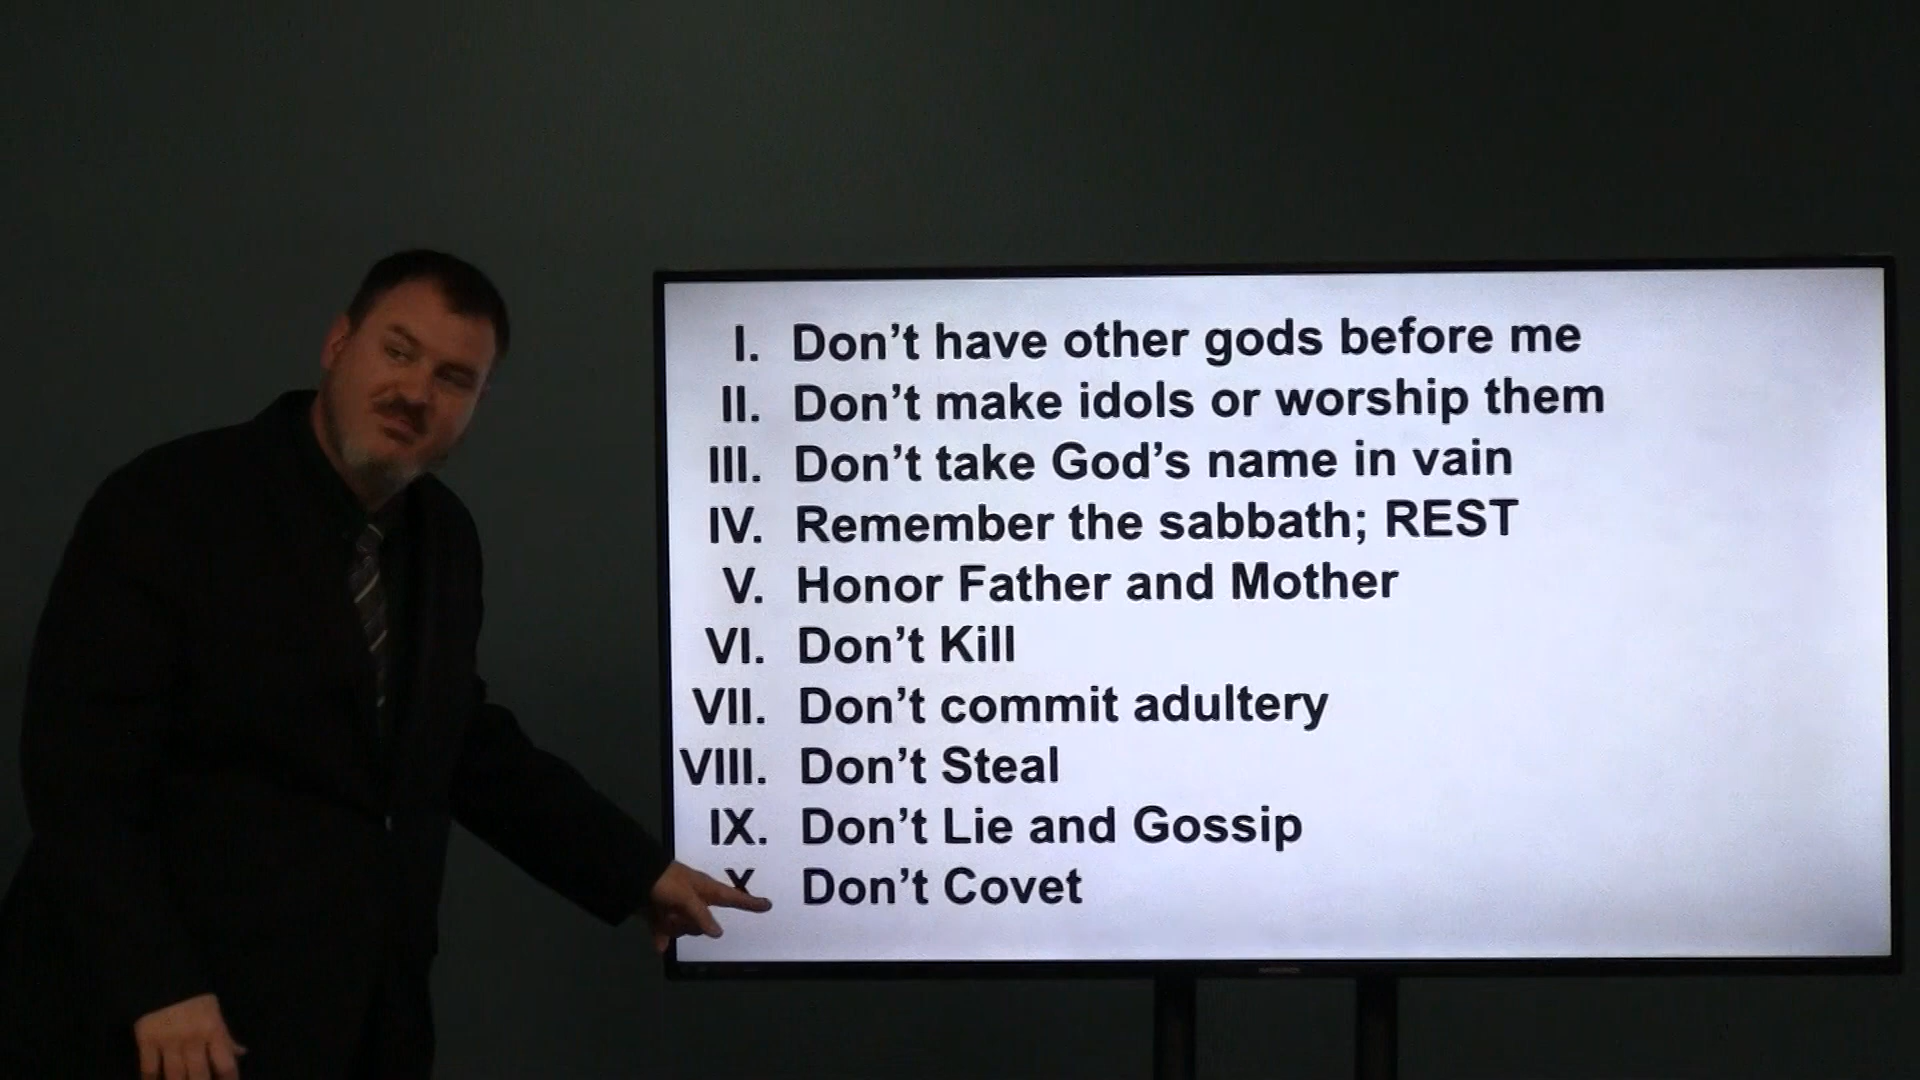 I. Don't have other gods before me
II. Don't make idols or worship them
III. Don't take God's name in vain
IV. Remember the sabbath; REST
V. Honor Father and Mother
VI. Don't Kill
VII. Don't commit adultery
VIII. Don't Steal
IX. Don't Lie and Gossip
X. Don't Covet